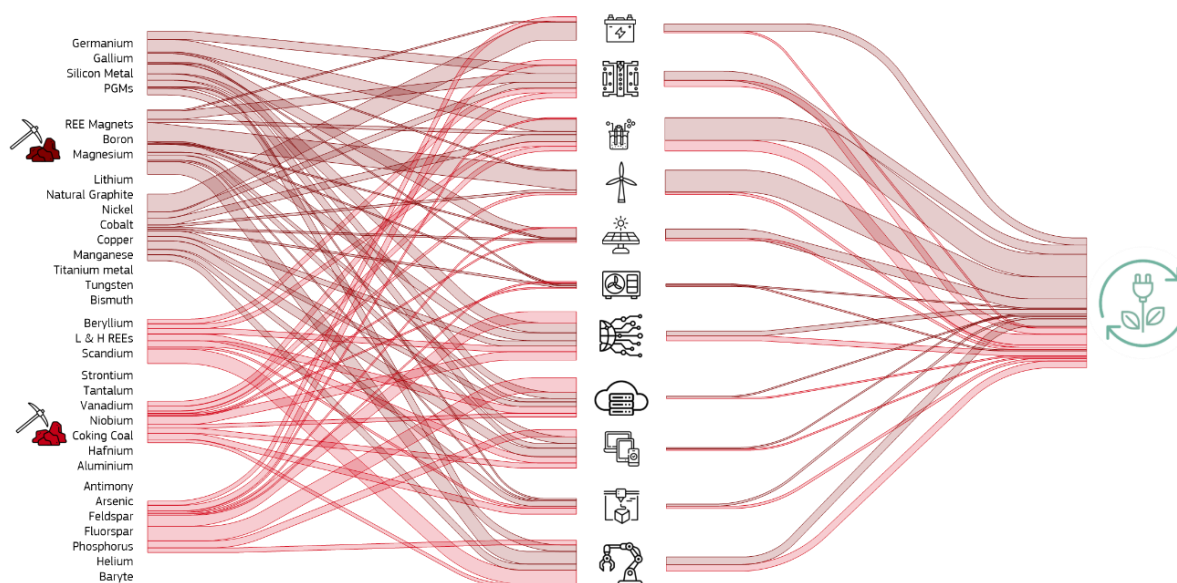 Germanium
Gallium
Silicon Metal
PGMs
REE Magnets
Boron
Magnesium
Lithium
Natural Graphite
Nickel
Cobalt
Copper
Manganese
Titanium metal
Tungsten
Bismuth
Beryllium
L & H REEs
Scandium
Strontium
Tantalum
Vanadium
Niobium
Coking Coal
Hafnium
Aluminium
Antimony
Arsenic
Feldspar
Fluorspar
Phosphorus
Helium
Baryte